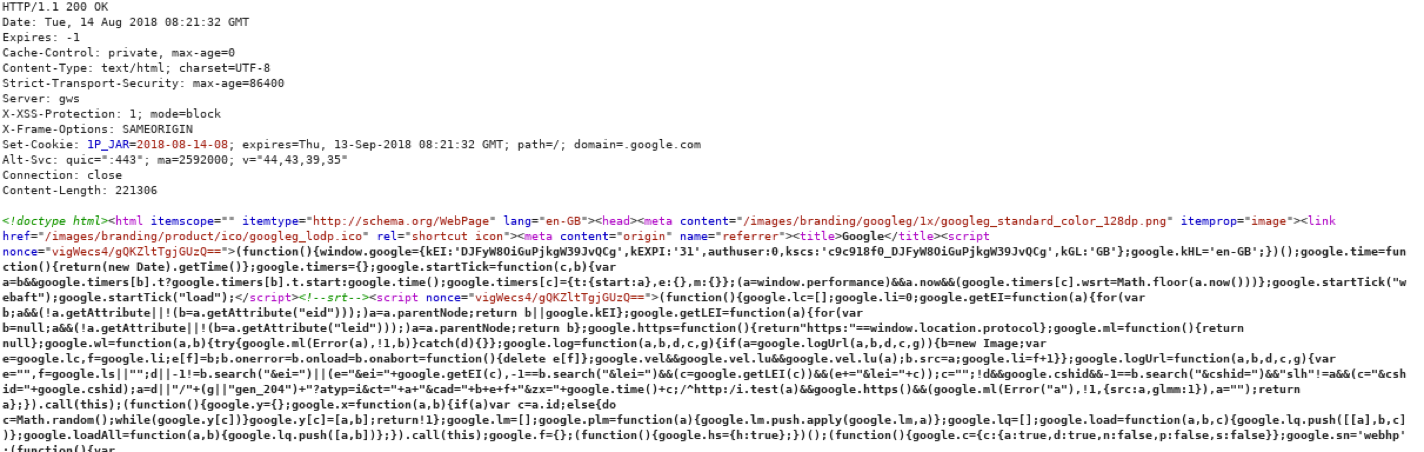 HTTP/1.1 200 OK
Date: Tue, 14 Aug 2018 08:21:32 GMT
Expires: -1
Cache-Control: private, max-age=0
Content-Type: text/html; charset=UTF-8
Strict-Transport-Security: max-age=86400
Server: gws
X-XSS-Protection: 1; mode=block
X-Frame-Options: SAMEORIGIN
Set-Cookie: 1P_JAR=2018-08-14-08; expires=Thu, 13-Sep-2018 08:21:32 GMT; path=/; domain=.google.com
Alt-Svc: quic=":443"; ma=2592000; v="44,43,39,35"
Connection: close
Content-Length: 221306
<!doctype html><html itemscope="" itemtype="http://schema.org/WebPage" lang="en-GB"><head><meta content="/images/branding/googleg/1x/googleg_standard_color_128dp.png" itemprop="image"><link
href="/images/branding/product/ico/googleg_lodp.ico" rel="shortcut icon"><meta content="origin" name="referrer"><title>Google</title><script
nonce="vigWecs4/gQKZltTgjGUzQ==">(function(){window.google={kEI:'DJFyW8OiGuPjkgW39JvQCg',kEXPI:'31',authuser:0,kscs:'c9c918f0_DJFyW8OiGuPjkgW39JvQCg',kGL:'GB'};google.kHL='en-GB';})();google.time=fun
ction(){return(new Date).getTime()};google.timers={};google.startTick=function(c,b){var
a=b&&google.timers[b].t?google.timers[b].t.start:google.time();google.timers[c]={t:{start:a},e:{},m:{}};(a=window.performance)&&a.now&&(google.timers[c].wsrt=Math.floor(a.now()))};google.startTick("w
ebaft");google.startTick("load");</script><!--srt--><script nonce="vigWecs4/gQKZltTgjGUzQ==">(function(){google.lc=[];google.li=0;google.getEI=function(a){for(var
b;a&&(!a.getAttribute||!(b=a.getAttribute("eid")));)a=a.parentNode;return b||google.kEI};google.getLEI=function(a){for(var
b=null;a&&(!a.getAttribute||!(b=a.getAttribute("leid")));)a=a.parentNode;return b};google.https=function(){return"https:"==window.location.protocol};google.ml=function(){return
null};google.wl=function(a,b){try{google.ml(Error(a),!1,b)}catch(d){}};google.log=function(a,b,d,c,g){if(a=google.logUrl(a,b,d,c,g)){b=new Image;var
e=google.lc,f=google.li;e[f]=b;b.onerror=b.onload=b.onabort=function(){delete e[f]};google.vel&&google.vel.lu&&google.vel.lu(a);b.src=a;google.li=f+1}};google.logUrl=function(a,b,d,c,g){var
e="",f=google.ls||"";d||-1!=b.search("&ei=")||(e="&ei="+google.getEI(c),-1==b.search("&lei=")&&(c=google.getLEI(c))&&(e+="&lei="+c));c="";!d&&google.cshid&&-1==b.search("&cshid=")&&"slh"!=a&&(c="&csh
id="+google.cshid);a=d||"/"+(g||"gen_204")+"?atyp=i&ct="+a+"&cad="+b+e+f+"&zx="+google.time()+c;/^http:/i.test(a)&&google.https()&&(google.ml(Error("a"),!1,{src:a,glmm:1}),a="");return
a};}).call(this);(function(){google.y={};google.x=function(a,b){if(a)var c=a.id;else{do
c=Math.random();while(google.y[c])}google.y[c]=[a,b];return!1};google.lm=[];google.plm=function(a){google.lm.push.apply(google.lm,a)};google.lq=[];google.load=function(a,b,c){google.lq.push([[a],b,c]
)};google.loadAll=function(a,b){google.lq.push([a,b])};}).call(this);google.f={};(function(){google.hs={h:true};})();(function(){google.c={c:{a:true,d:true,n:false,p:false,s:false}};google.sn='webhp'
;(function(){var